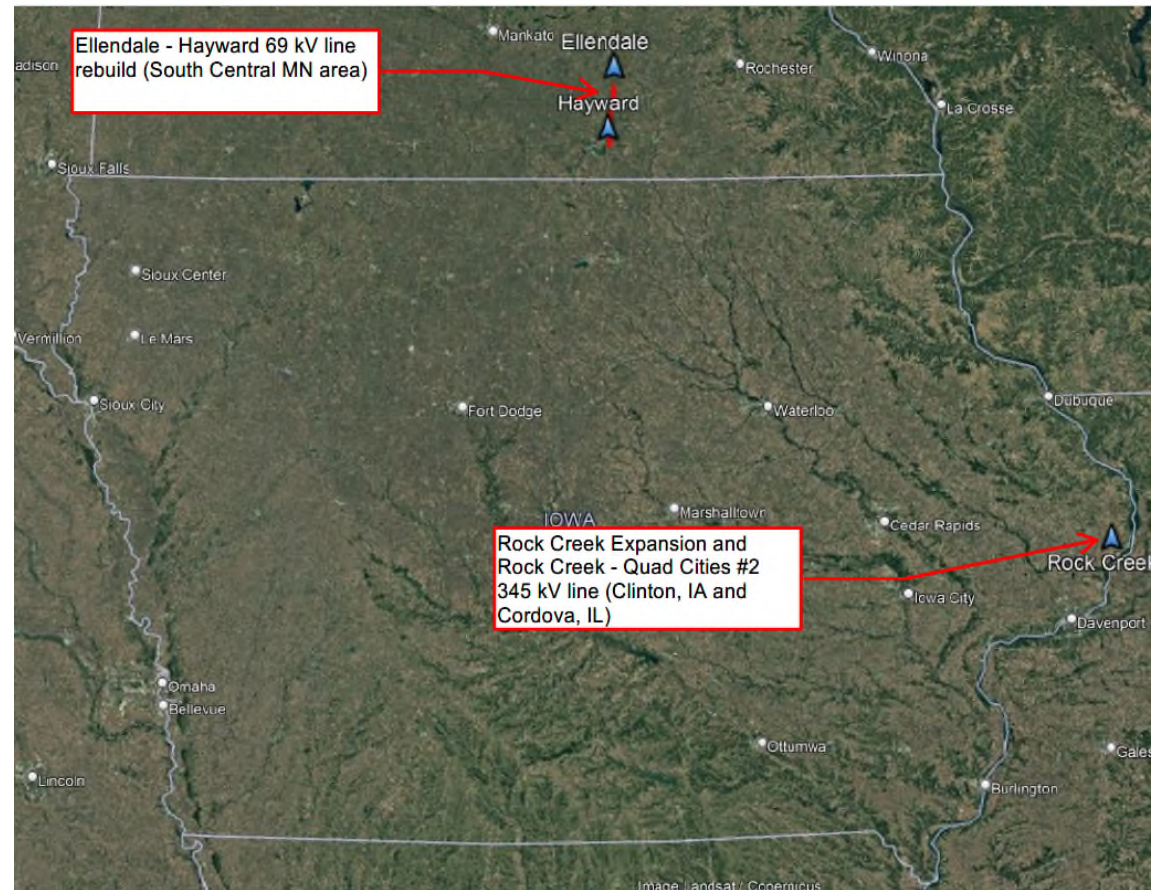 Ellendale - Hayward 69 kV line
rebuild (South Central MN area)
Mankato
Ellendale
Winona
adison
Rochester
Hayward
La Crosse
Sioux Falls
Sioux Center
Vermillion
Le Mars
Sioux City
Dubuque
Fort Dodge
Waterloo
IOWA
Marshalltown
Cedar Rapids
Rock Creek Expansion and
Rock Creek - Quad Cities #2
345 kV line (Clinton, IA and
Cordova, IL)
Rock Creek
Iowa City
Davenport
Omaha
Bellevue
Ottumwa
Gales
Lincoln
Burlington
Image Landsat / Copernicus